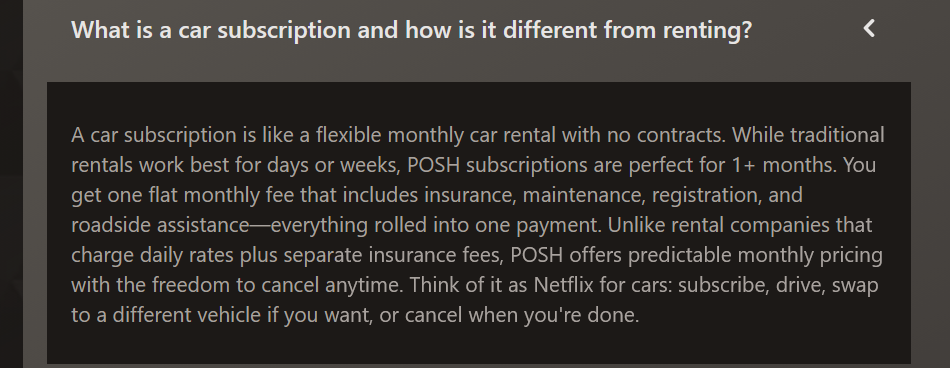 What is a car subscription and how is it different from renting?
A car subscription is like a flexible monthly car rental with no contracts. While traditional
rentals work best for days or weeks, POSH subscriptions are perfect for 1+ months. You
get one flat monthly fee that includes insurance, maintenance, registration, and
roadside assistance—everything rolled into one payment. Unlike rental companies that
charge daily rates plus separate insurance fees, POSH offers predictable monthly pricing
with the freedom to cancel anytime. Think of it as Netflix for cars: subscribe, drive, swap
to a different vehicle if you want, or cancel when you're done.